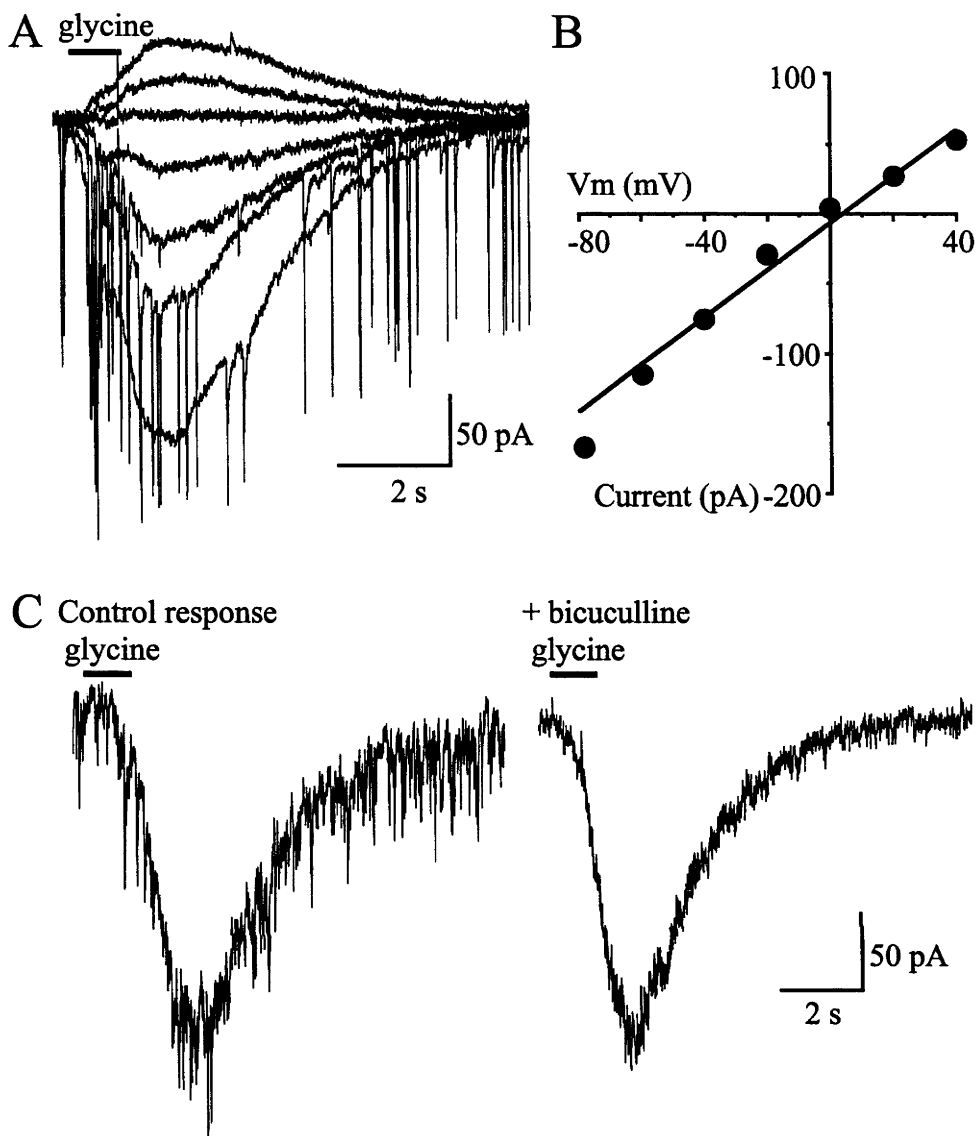 A
glycine
50 pA
2 s
B
100
Vm (mV)
-80
-40
0
40
-100
Current (pA)
-200
C
Control response
glycine
+ bicuculline
glycine
50 pA
2 s